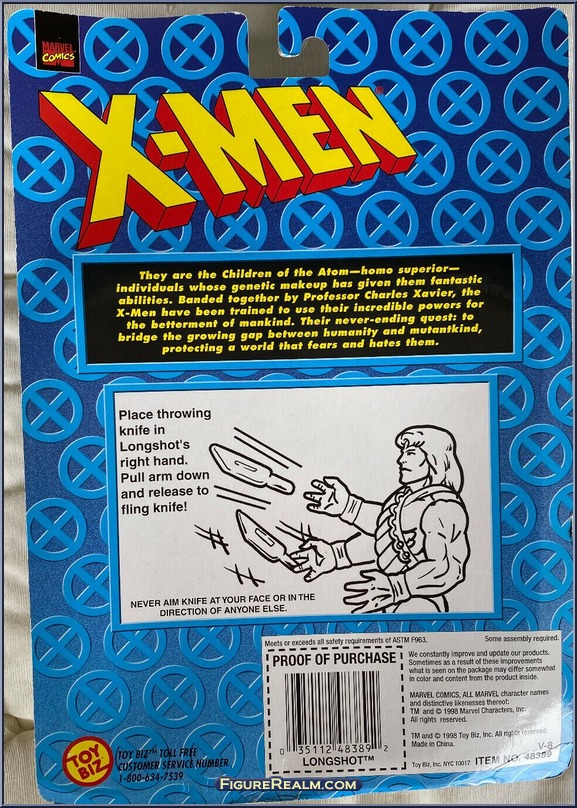 MARVEL
COMICS
X-MEN®
They are the Children of the Atom—homo superior—
individuals whose genetic makeup has given them fantastic
abilities. Banded together by Professor Charles Xavier, the
X-Men have been trained to use their incredible powers for
the betterment of mankind. Their never-ending quest: to
bridge the growing gap between humanity and mutantkind,
protecting a world that fears and hates them.
Place throwing
knife in
Longshot's
right hand.
Pull arm down
and release to
fling knife!
NEVER AIM KNIFE AT YOUR FACE OR IN THE
DIRECTION OF ANYONE ELSE.
Meets or exceeds all safety requirements of ASTM F963.
Some assembly required.
PROOF OF PURCHASE
0 35112 48389 2
LONGSHOT™
We constantly improve and update our products.
Sometimes as a result of these improvements
what is seen on the package may differ somewhat
in color and content from the product inside.
MARVEL COMICS, ALL MARVEL character names
and distinctive likenesses thereof:
TM and © 1998 Marvel Characters, Inc.
All rights reserved.
TM and © 1998 Toy Biz, Inc. All rights reserved.
Made in China.
V-8
Toy Biz, Inc. NYC 10017 ITEM NO. 48389
TOY
BIZ
TOY BIZ™ TOLL FREE
CUSTOMER SERVICE NUMBER
1-800-634-7539
FIGUREREALM.COM